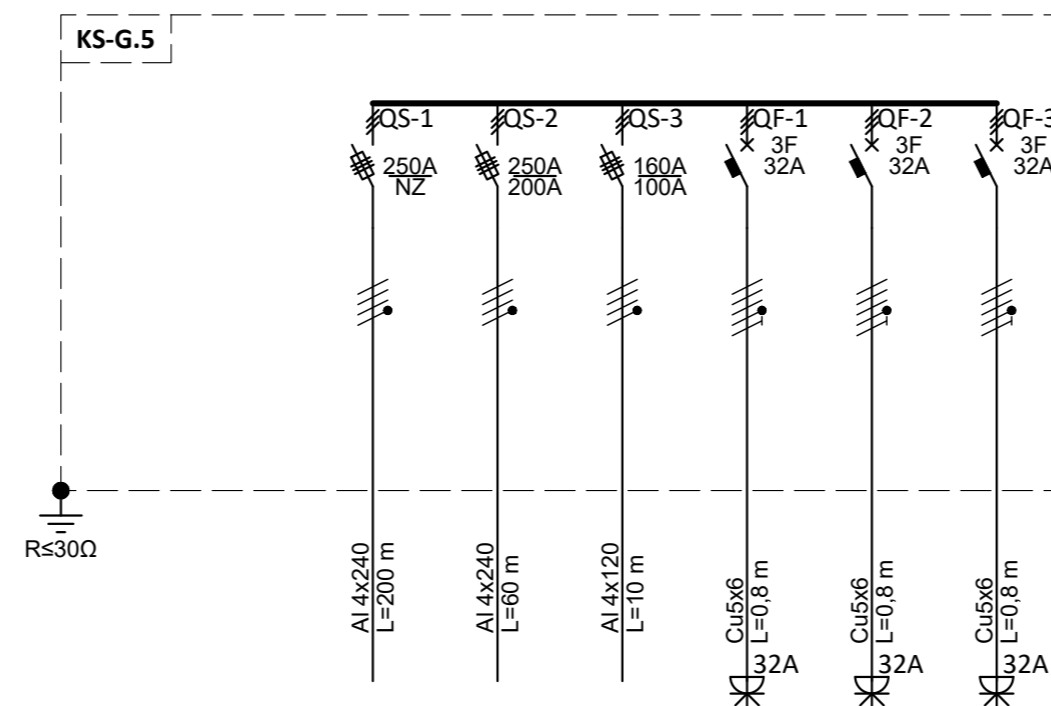 KS-G.5
QS-1
250A
NZ
QS-2
250A
200A
QS-3
160A
100A
QF-1
3F
32A
QF-2
3F
32A
QF-3
3F
32A
R≤30Ω
Al 4x240
L=200 m
Al 4x240
L=60 m
Al 4x120
L=10 m
Cu5x6
L=0,8 m
Cu5x6
L=0,8 m
Cu5x6
L=0,8 m
32A
32A
32A